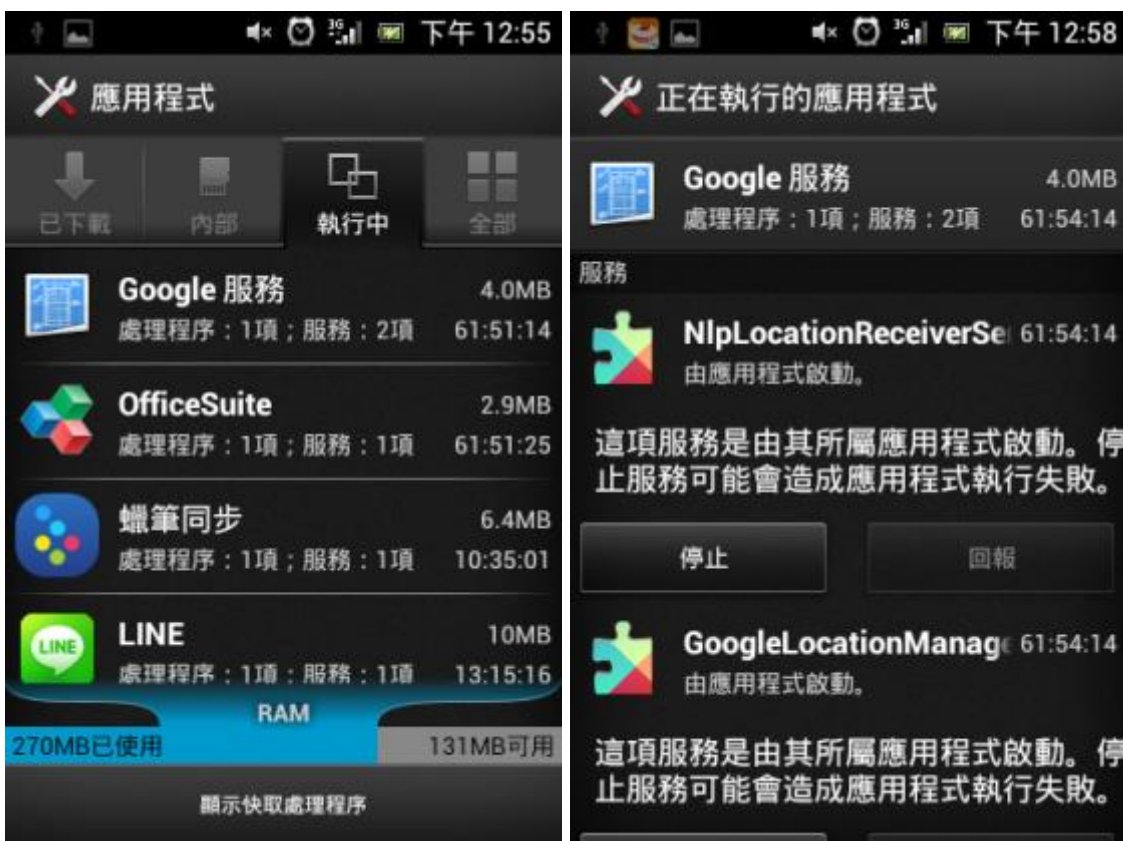 3G 下午 12:55
應用程式
已下載 內部 執行中 全部
Google 服務 4.0MB
處理程序：1項；服務：2項 61:51:14
OfficeSuite 2.9MB
處理程序：1項；服務：1項 61:51:25
蠟筆同步 6.4MB
處理程序：1項；服務：1項 10:35:01
LINE
LINE 10MB
處理程序：1項；服務：1項 13:15:16
RAM
270MB已使用 131MB可用
顯示快取處理程序
3G 下午 12:58
正在執行的應用程式
Google 服務 4.0MB
處理程序：1項；服務：2項 61:54:14
服務
NlpLocationReceiverSe 61:54:14
由應用程式啟動。
這項服務是由其所屬應用程式啟動。停
止服務可能會造成應用程式執行失敗。
停止 回報
GoogleLocationManag 61:54:14
由應用程式啟動。
這項服務是由其所屬應用程式啟動。停
止服務可能會造成應用程式執行失敗。